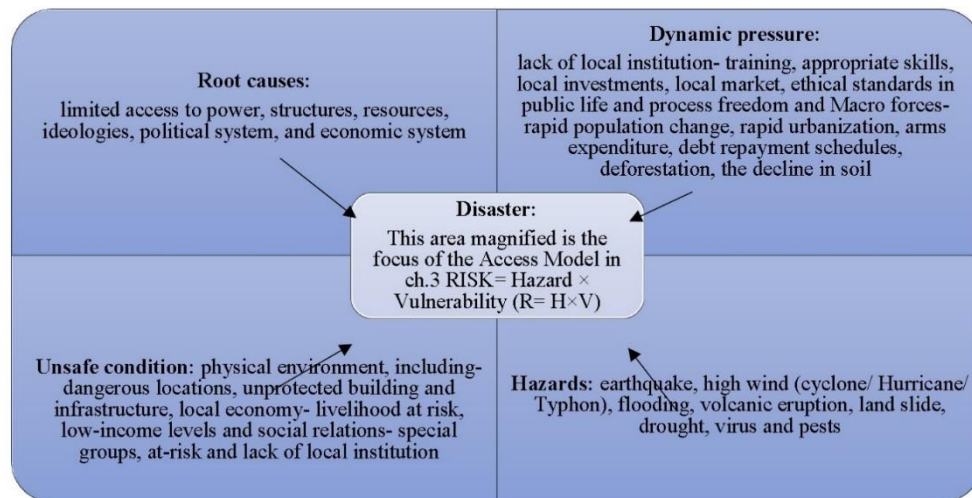 Root causes:
limited access to power, structures, resources,
ideologies, political system, and economic system
Dynamic pressure:
lack of local institution- training, appropriate skills,
local investments, local market, ethical standards in
public life and process freedom and Macro forces-
rapid population change, rapid urbanization, arms
expenditure, debt repayment schedules,
deforestation, the decline in soil
Disaster:
This area magnified is the
focus of the Access Model in
ch.3 RISK= Hazard ×
Vulnerability (R= H×V)
Unsafe condition: physical environment, including-
dangerous locations, unprotected building and
infrastructure, local economy- livelihood at risk,
low-income levels and social relations- special
groups, at-risk and lack of local institution
Hazards: earthquake, high wind (cyclone/ Hurricane/
Typhon), flooding, volcanic eruption, land slide,
drought, virus and pests